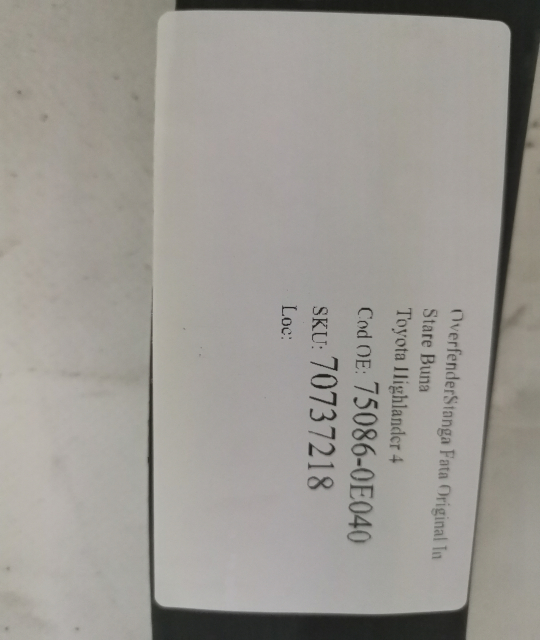 OverfenderStanga Fata Original In
Stare Buna
Toyota Highlander 4
Cod OE: 75086-0E040
SKU: 70737218
Loc: